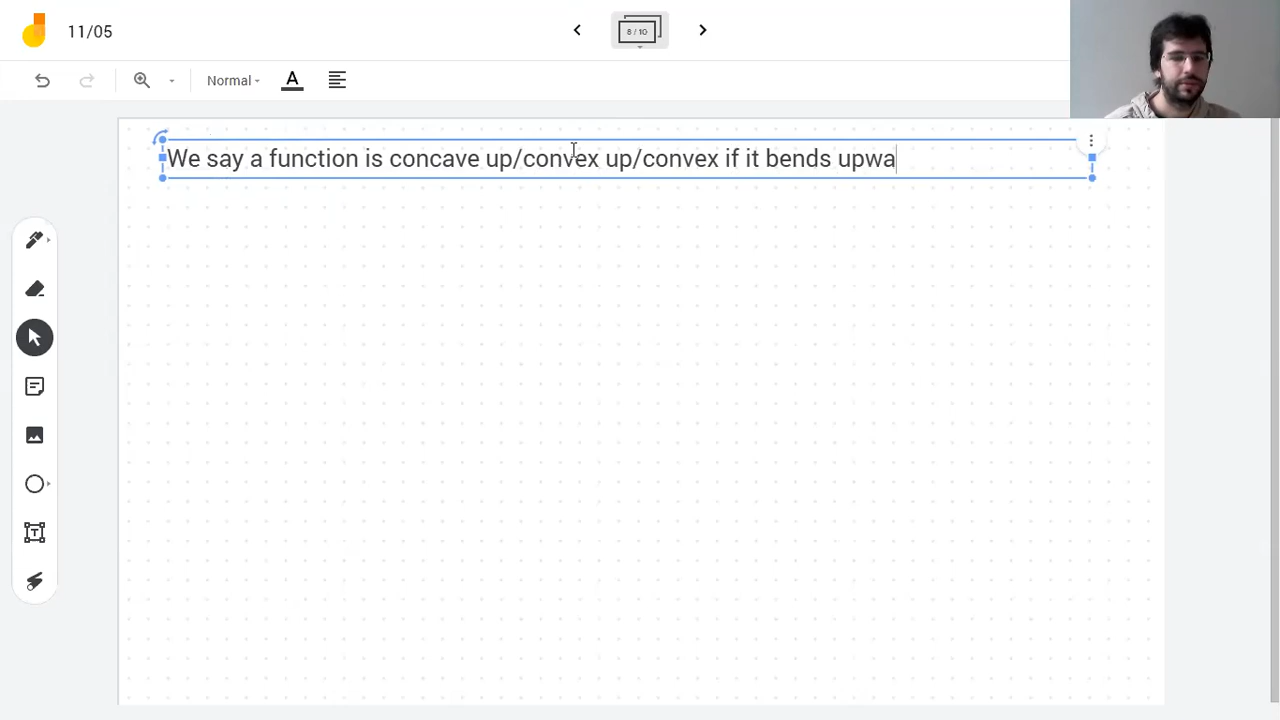 11/05
8 / 10
Normal
A
We say a function is concave up/convex up/convex if it bends upwa
T